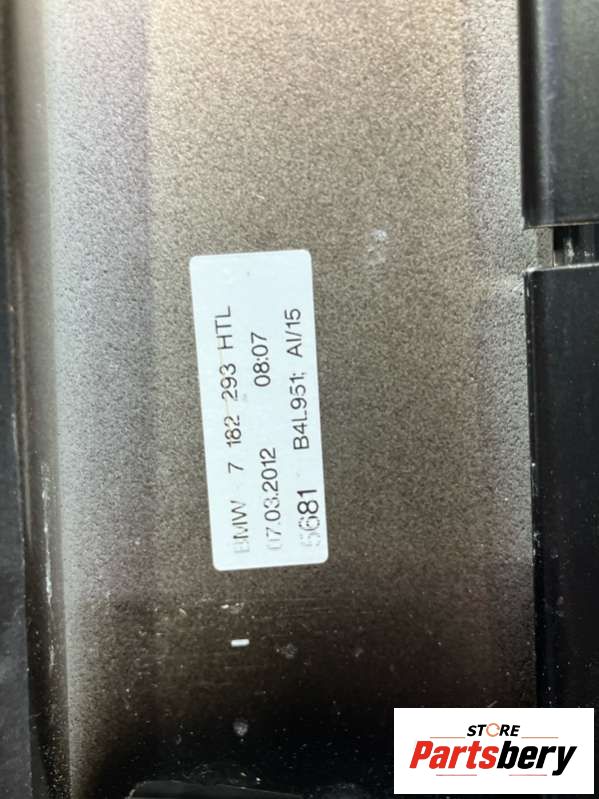 BMW 7 182 293 HTL
07.03.2012 08:07
5681 B4L951; AI/15
STORE
Partsbery